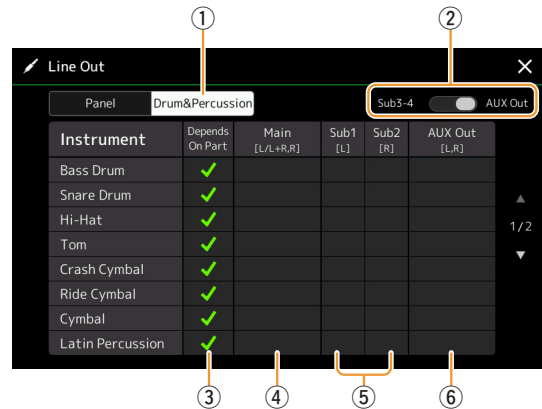 ① ②
Line Out
Panel Drum&Percussion Sub3-4 AUX Out
Instrument Depends On Part Main [L/L+R,R] Sub1 [L] Sub2 [R] AUX Out [L,R]
Bass Drum
Snare Drum
Hi-Hat
1/2
Tom
Crash Cymbal
Ride Cymbal
Cymbal
Latin Percussion
③ ④ ⑤ ⑥